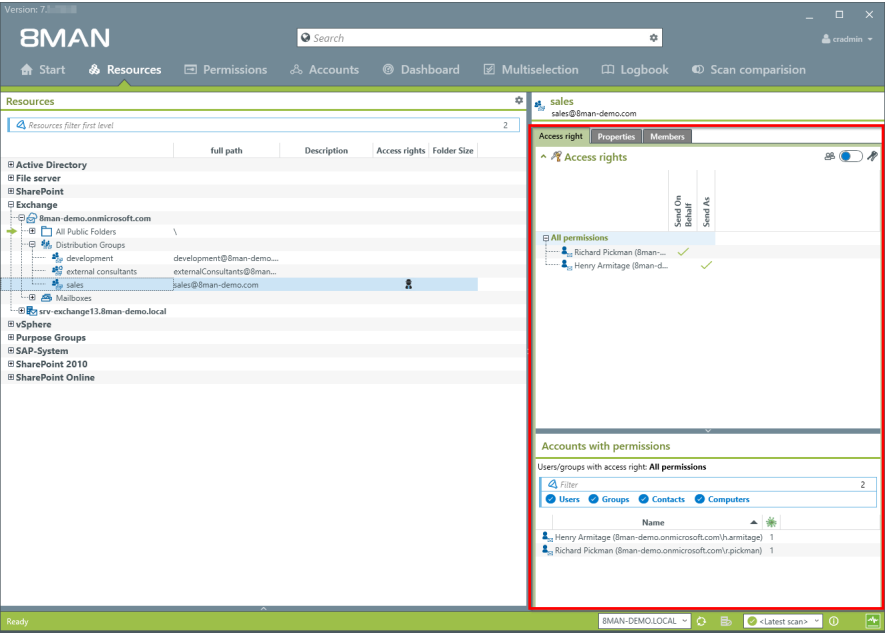 Version: 7.
8MAN
Search
cradmin
Start Resources Permissions Accounts Dashboard Multiselection Logbook Scan comparision
Resources
Resources filter first level 2
full path Description Access rights Folder Size
Active Directory
File server
SharePoint
Exchange
8man-demo.onmicrosoft.com
All Public Folders \
Distribution Groups
development development@8man-demo....
external consultants externalConsultants@8man...
sales sales@8man-demo.com
Mailboxes
srv-exchange13.8man-demo.local
vSphere
Purpose Groups
SAP-System
SharePoint 2010
SharePoint Online
sales
sales@8man-demo.com
Access right Properties Members
Access rights
Send On Behalf
Send As
All permissions
Richard Pickman (8man-...
Henry Armitage (8man-d...
Accounts with permissions
Users/groups with access right: All permissions
Filter 2
Users Groups Contacts Computers
Name
Henry Armitage (8man-demo.onmicrosoft.com\h.armitage) 1
Richard Pickman (8man-demo.onmicrosoft.com\r.pickman) 1
Ready 8MAN-DEMO.LOCAL <Latest scan>